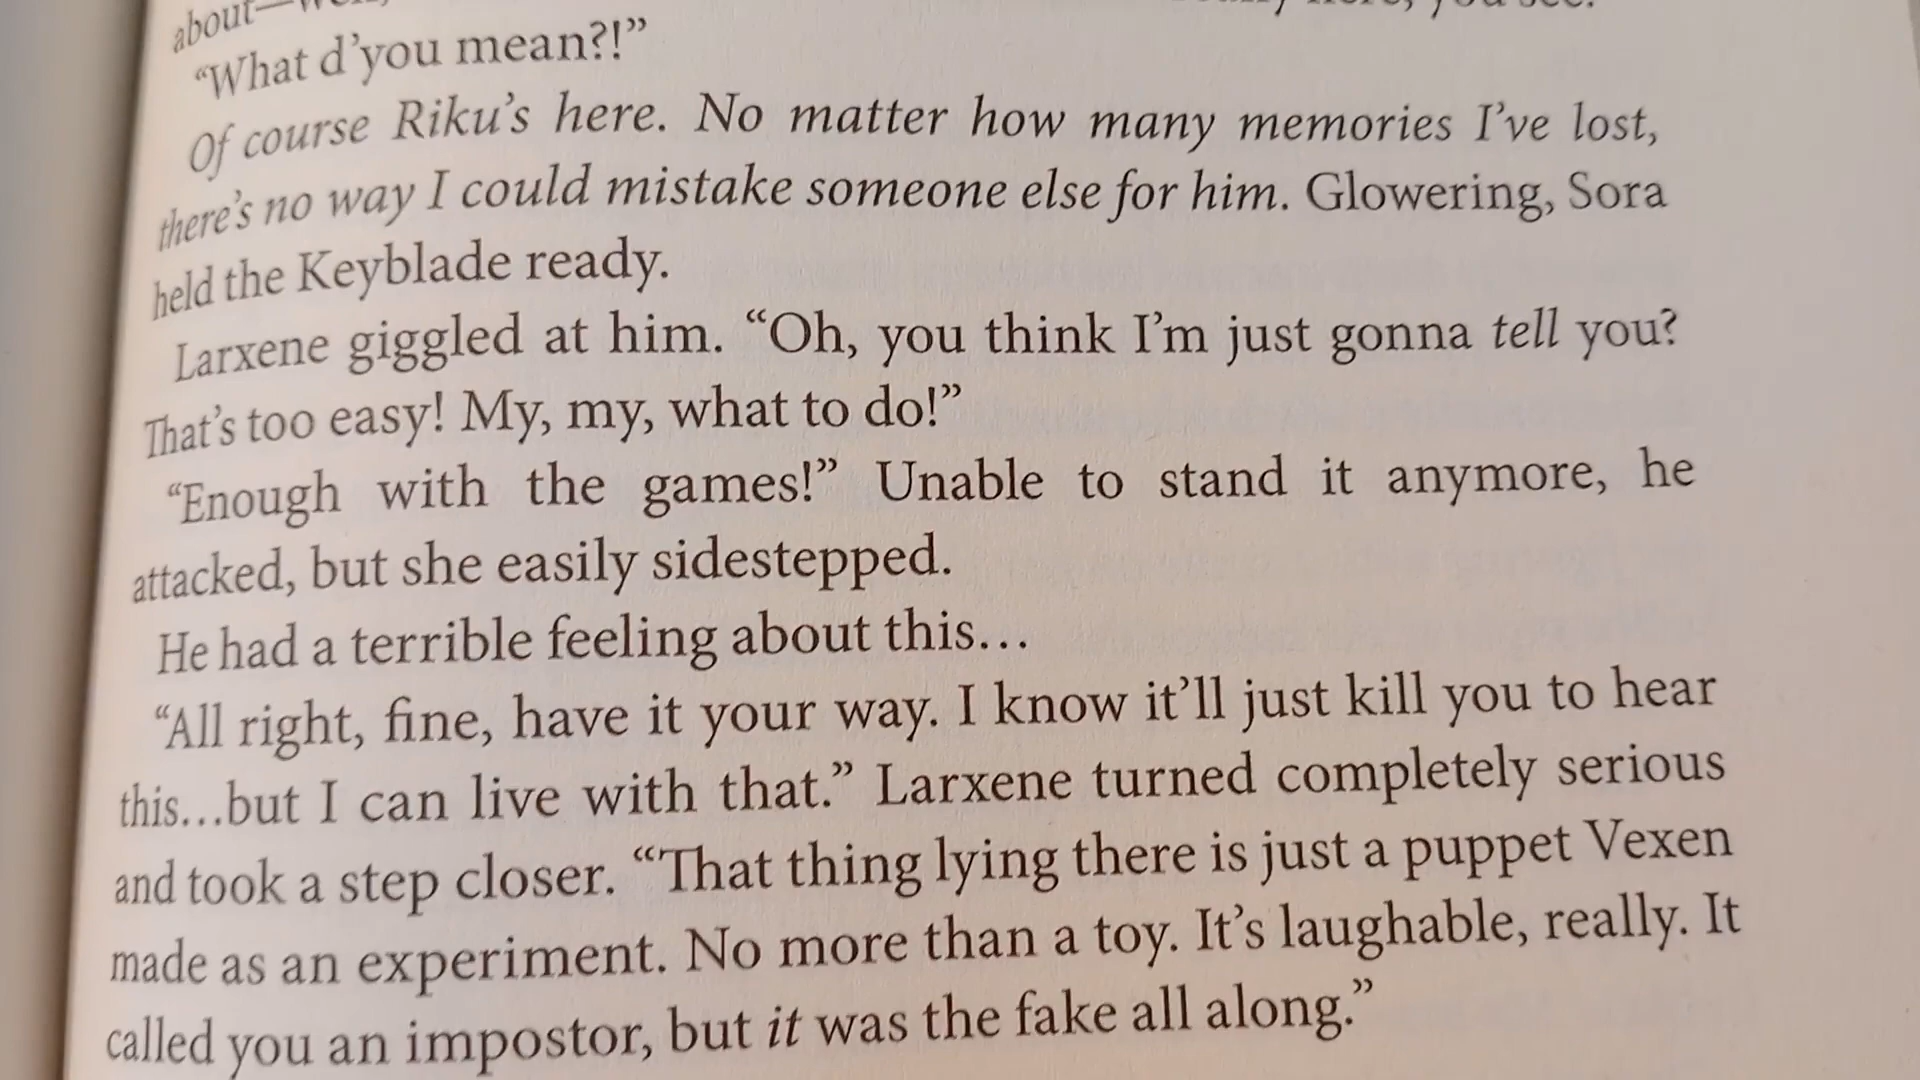 about—
“What d’you mean?!”
Of course Riku’s here. No matter how many memories I’ve lost,
there’s no way I could mistake someone else for him. Glowering, Sora
held the Keyblade ready.
Larxene giggled at him. “Oh, you think I’m just gonna tell you?
That’s too easy! My, my, what to do!”
“Enough with the games!” Unable to stand it anymore, he
attacked, but she easily sidestepped.
He had a terrible feeling about this…
“All right, fine, have it your way. I know it’ll just kill you to hear
this…but I can live with that.” Larxene turned completely serious
and took a step closer. “That thing lying there is just a puppet Vexen
made as an experiment. No more than a toy. It’s laughable, really. It
called you an impostor, but it was the fake all along.”